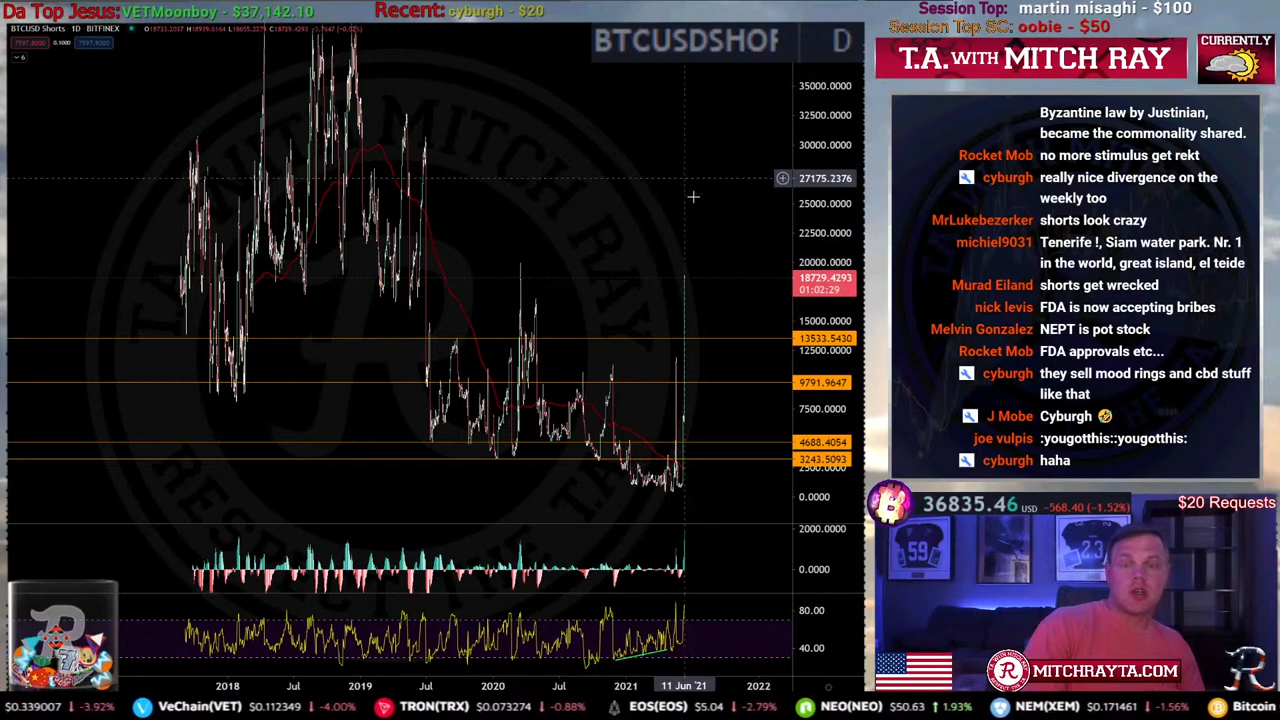 Da Top Jesus:VETMoonboy - $37,142.10
Recent: cyburgh - $20
Session Top: martin misaghi - $100
Session Top SC: oobie - $50
BTCUSD Shorts 1D BITFINEX
BTCUSDSHOF D
T.A. WITH MITCH RAY
CURRENTLY
35000.0000
32500.0000
30000.0000
27175.2376
25000.0000
22500.0000
20000.0000
18729.4293
01:02:29
15000.0000
13533.5430
12500.0000
9791.9647
7500.0000
4688.4054
3243.5093
2500.0000
0.0000
2000.0000
0.0000
80.00
40.00
2018 Jul 2019 Jul 2020 Jul 2021 11 Jun '21 2022
Byzantine law by Justinian,
became the commonality shared.
Rocket Mob no more stimulus get rekt
cyburgh really nice divergence on the
weekly too
MrLukebezerker shorts look crazy
michiel9031 Tenerife !, Siam water park. Nr. 1
in the world, great island, el teide
Murad Eiland shorts get wrecked
nick levis FDA is now accepting bribes
Melvin Gonzalez NEPT is pot stock
Rocket Mob FDA approvals etc...
cyburgh they sell mood rings and cbd stuff
like that
J Mobe Cyburgh 🤣
joe vulpis :yougotthis::yougotthis:
cyburgh haha
36835.46 USD -568.40 (-1.52%)
$20 Requests
59
23
MITCHRAYTA.COM
$0.339007 -3.92% VeChain(VET) $0.112349 -4.00% TRON(TRX) $0.073274 -0.88% EOS(EOS) $5.04 -2.79% NEO(NEO) $50.63 1.93% NEM(XEM) $0.171461 -1.56% Bitcoin